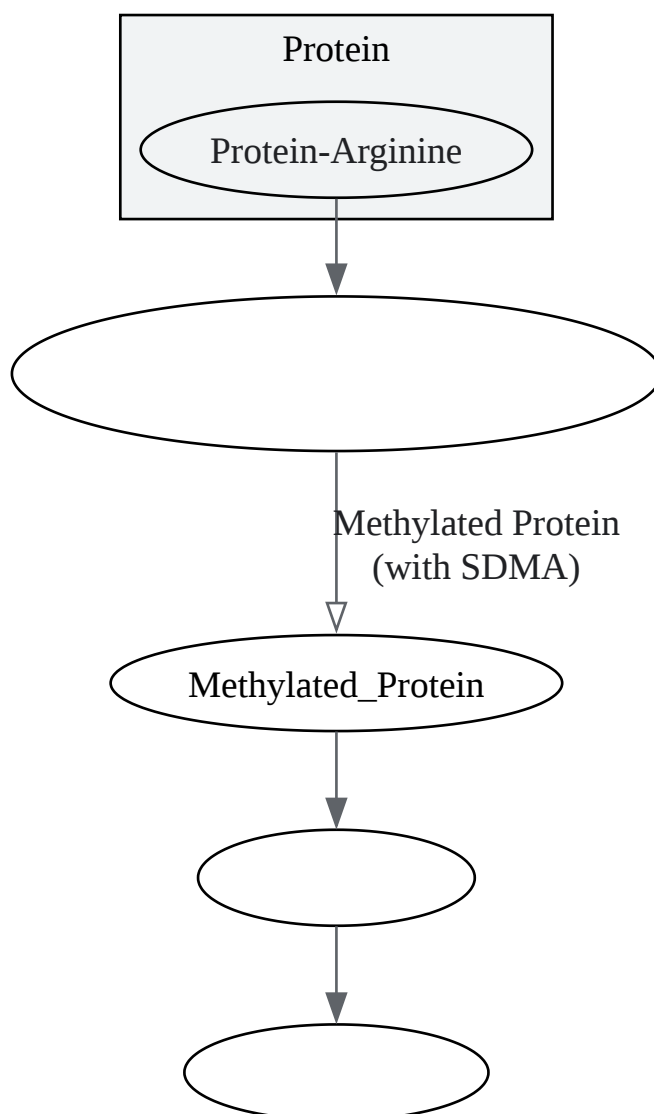 Protein
Protein-Arginine
Methylated Protein
(with SDMA)
Methylated_Protein